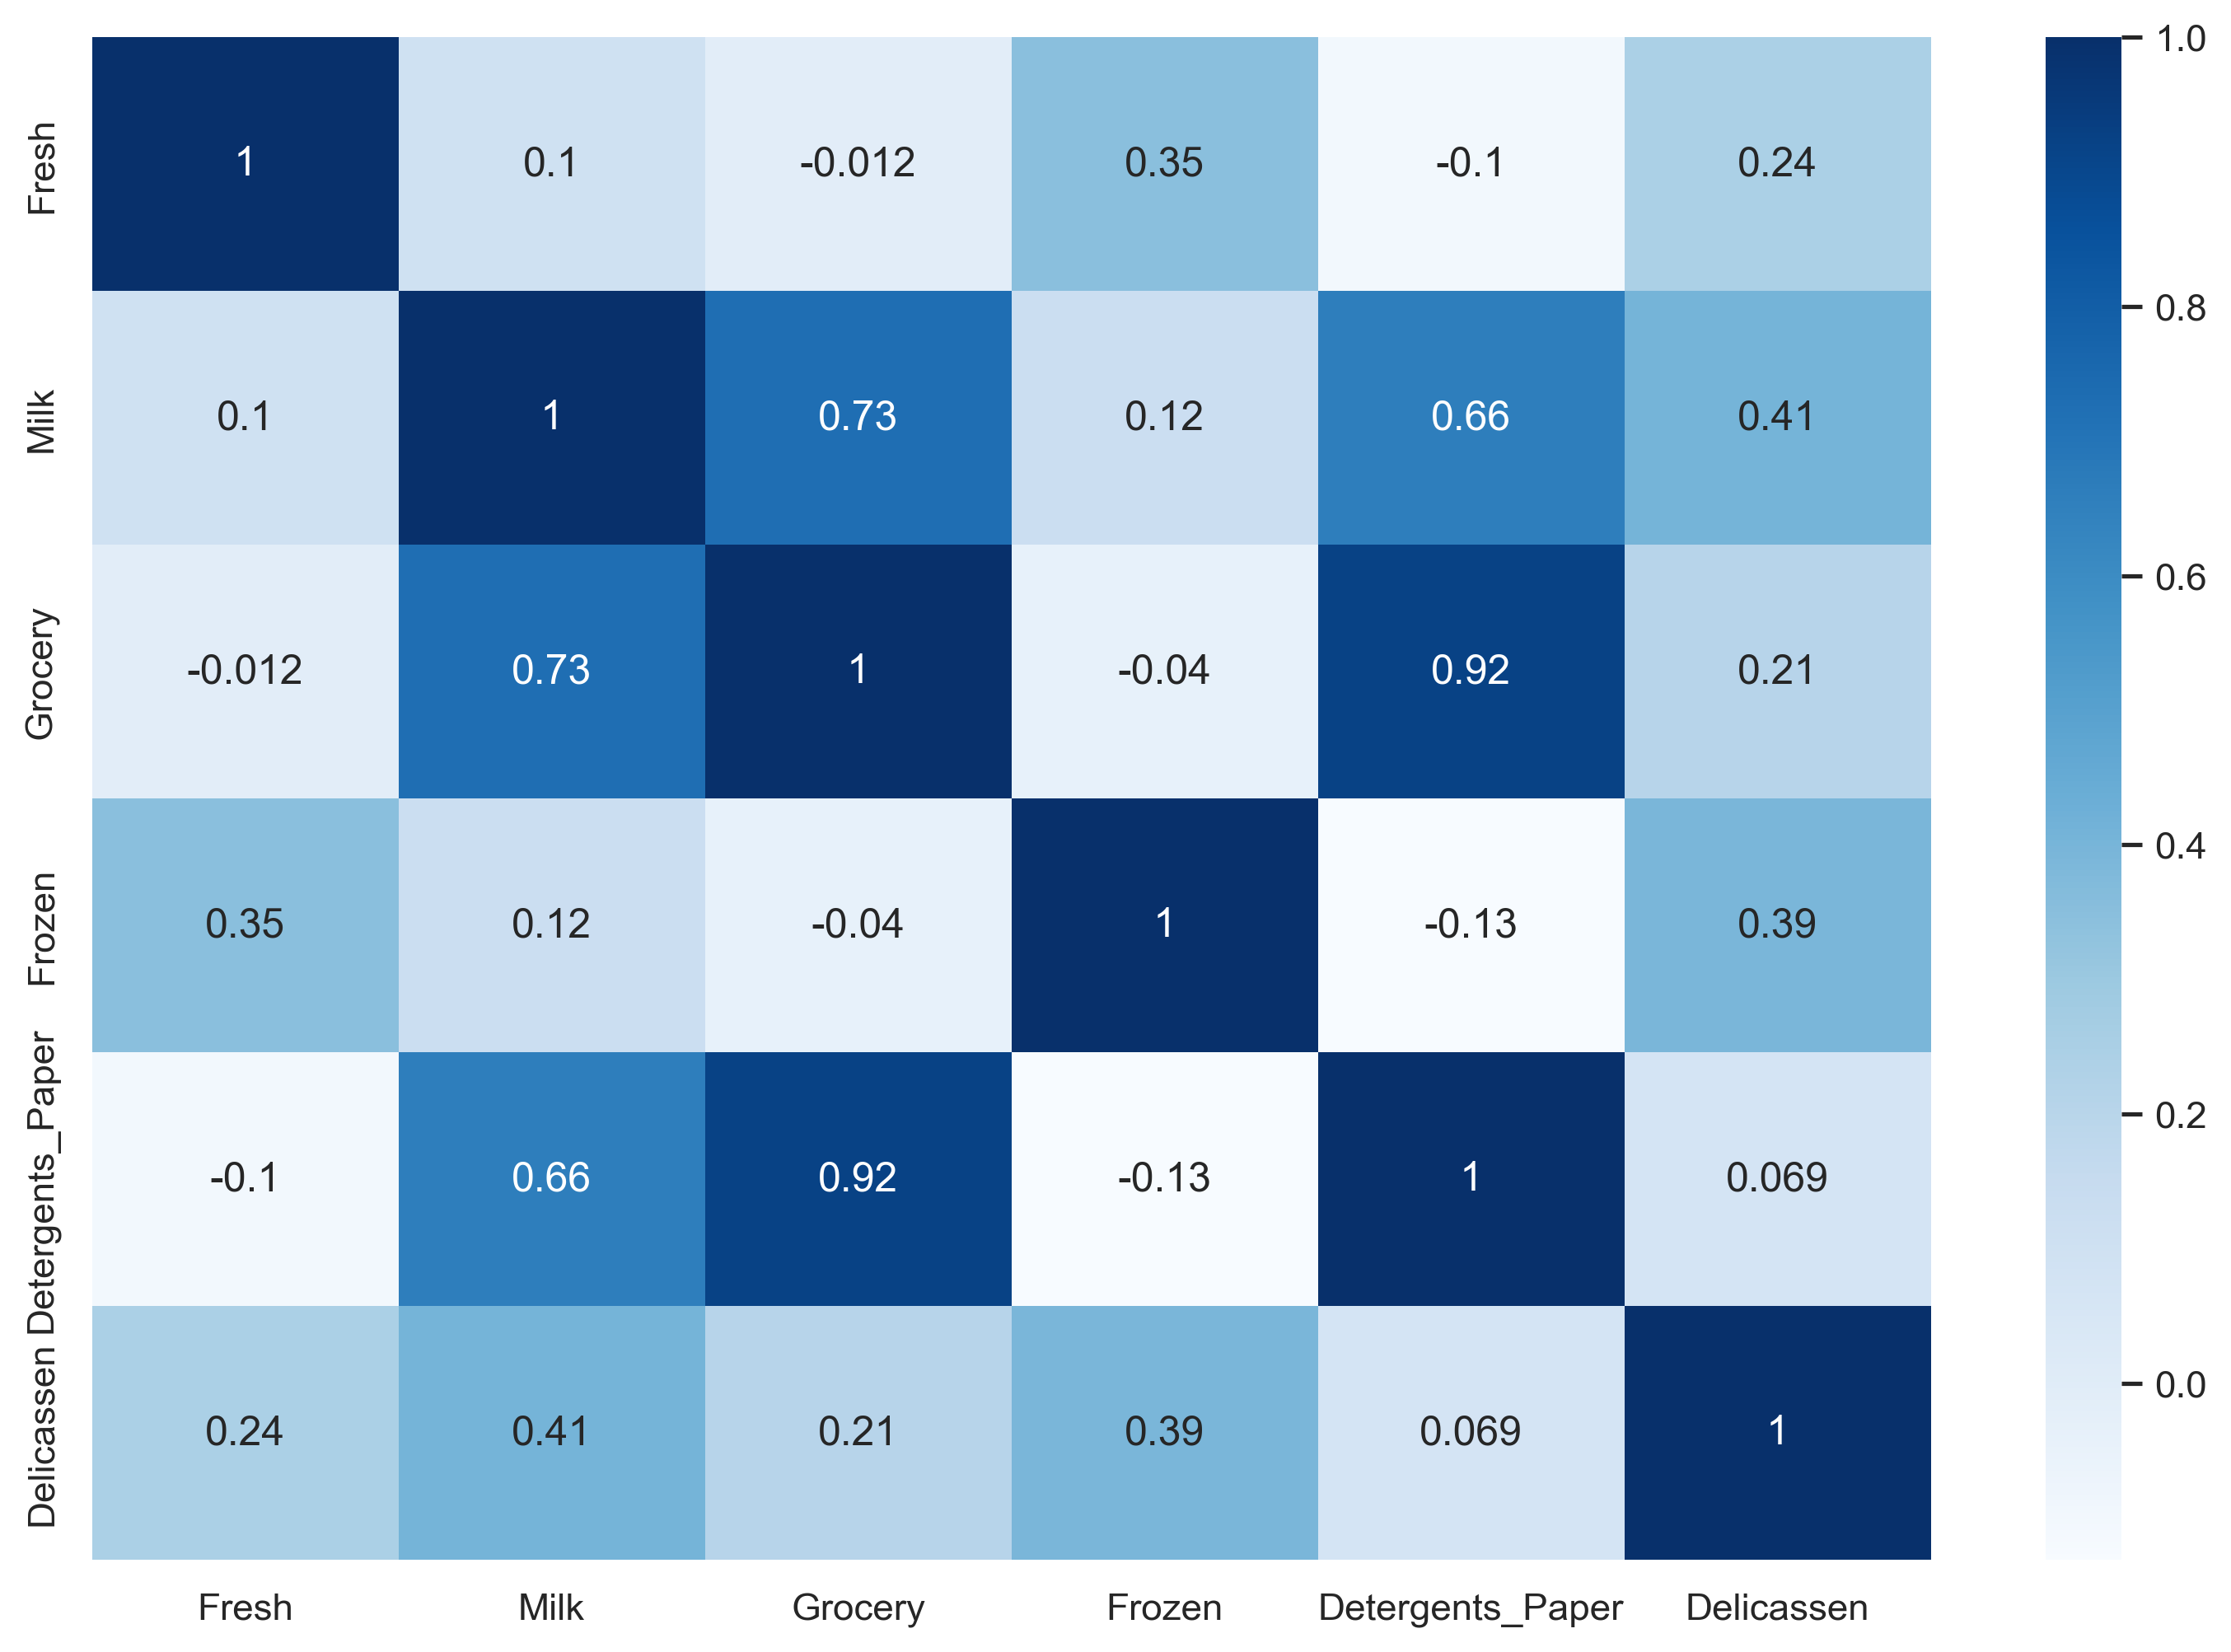 Fresh 1 0.1 -0.012 0.35 -0.1 0.24
Milk 0.1 1 0.73 0.12 0.66 0.41
Grocery -0.012 0.73 1 -0.04 0.92 0.21
Frozen 0.35 0.12 -0.04 1 -0.13 0.39
Detergents_Paper -0.1 0.66 0.92 -0.13 1 0.069
Delicassen 0.24 0.41 0.21 0.39 0.069 1
Fresh Milk Grocery Frozen Detergents_Paper Delicassen
1.0
0.8
0.6
0.4
0.2
0.0